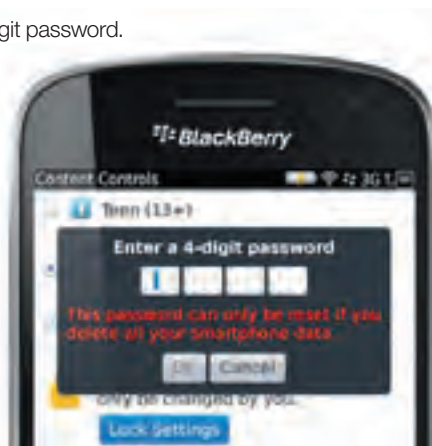 git password.
BlackBerry
Content Controls 3G
Teen (13+)
Enter a 4-digit password
This password can only be reset if you
delete all your smartphone data.
OK Cancel
only be changed by you.
Lock Settings